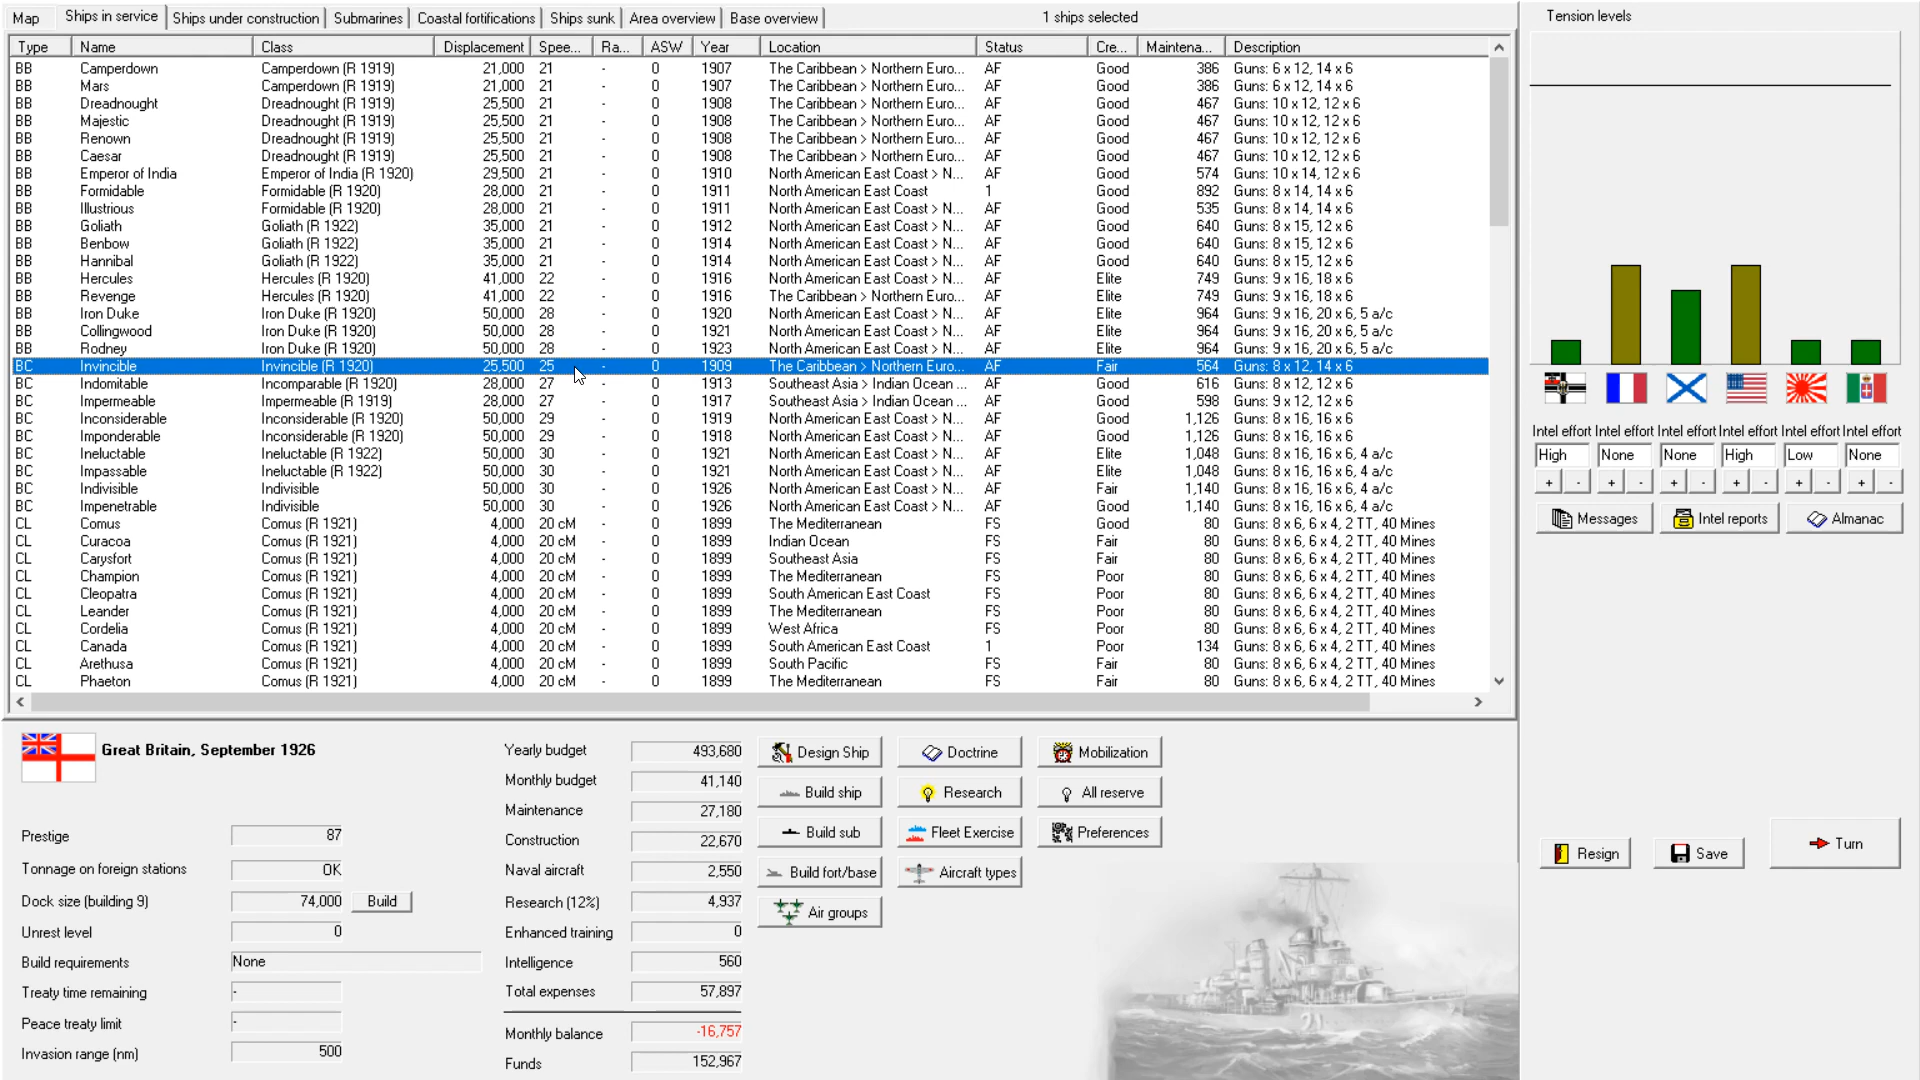 Map Ships in service Ships under construction Submarines Coastal fortifications Ships sunk Area overview Base overview 1 ships selected
Type Name Class Displacement Spee... Ra... ASW Year Location Status Cre... Maintena... Description
BB Camperdown Camperdown (R 1919) 21,000 21 - 0 1907 The Caribbean > Northern Euro... AF Good 386 Guns: 6 x 12, 14 x 6
BB Mars Camperdown (R 1919) 21,000 21 - 0 1907 The Caribbean > Northern Euro... AF Good 386 Guns: 6 x 12, 14 x 6
BB Dreadnought Dreadnought (R 1919) 25,500 21 - 0 1908 The Caribbean > Northern Euro... AF Good 467 Guns: 10 x 12, 12 x 6
BB Majestic Dreadnought (R 1919) 25,500 21 - 0 1908 The Caribbean > Northern Euro... AF Good 467 Guns: 10 x 12, 12 x 6
BB Renown Dreadnought (R 1919) 25,500 21 - 0 1908 The Caribbean > Northern Euro... AF Good 467 Guns: 10 x 12, 12 x 6
BB Caesar Dreadnought (R 1919) 25,500 21 - 0 1908 The Caribbean > Northern Euro... AF Good 467 Guns: 10 x 12, 12 x 6
BB Emperor of India Emperor of India (R 1920) 29,500 21 - 0 1910 North American East Coast > N... AF Good 574 Guns: 10 x 14, 12 x 6
BB Formidable Formidable (R 1920) 28,000 21 - 0 1911 North American East Coast 1 Good 892 Guns: 8 x 14, 14 x 6
BB Illustrious Formidable (R 1920) 28,000 21 - 0 1911 North American East Coast > N... AF Good 535 Guns: 8 x 14, 14 x 6
BB Goliath Goliath (R 1922) 35,000 21 - 0 1912 North American East Coast > N... AF Good 640 Guns: 8 x 15, 12 x 6
BB Benbow Goliath (R 1922) 35,000 21 - 0 1914 North American East Coast > N... AF Good 640 Guns: 8 x 15, 12 x 6
BB Hannibal Goliath (R 1922) 35,000 21 - 0 1914 North American East Coast > N... AF Good 640 Guns: 8 x 15, 12 x 6
BB Hercules Hercules (R 1920) 41,000 22 - 0 1916 North American East Coast > N... AF Elite 749 Guns: 9 x 16, 18 x 6
BB Revenge Hercules (R 1920) 41,000 22 - 0 1916 The Caribbean > Northern Euro... AF Elite 749 Guns: 9 x 16, 18 x 6
BB Iron Duke Iron Duke (R 1920) 50,000 28 - 0 1920 North American East Coast > N... AF Elite 964 Guns: 9 x 16, 20 x 6, 5 a/c
BB Collingwood Iron Duke (R 1920) 50,000 28 - 0 1921 North American East Coast > N... AF Elite 964 Guns: 9 x 16, 20 x 6, 5 a/c
BB Rodney Iron Duke (R 1920) 50,000 28 - 0 1923 North American East Coast > N... AF Elite 964 Guns: 9 x 16, 20 x 6, 5 a/c
BC Invincible Invincible (R 1920) 25,500 25 - 0 1909 The Caribbean > Northern Euro... AF Fair 564 Guns: 8 x 12, 14 x 6
BC Indomitable Incomparable (R 1920) 28,000 27 - 0 1913 Southeast Asia > Indian Ocean ... AF Good 616 Guns: 8 x 12, 12 x 6
BC Impermeable Impermeable (R 1919) 28,000 27 - 0 1917 Southeast Asia > Indian Ocean ... AF Good 598 Guns: 9 x 12, 12 x 6
BC Inconsiderable Inconsiderable (R 1920) 50,000 29 - 0 1919 North American East Coast > N... AF Good 1,126 Guns: 8 x 16, 16 x 6
BC Imponderable Inconsiderable (R 1920) 50,000 29 - 0 1918 North American East Coast > N... AF Good 1,126 Guns: 8 x 16, 16 x 6
BC Ineluctable Ineluctable (R 1922) 50,000 30 - 0 1921 North American East Coast > N... AF Elite 1,048 Guns: 8 x 16, 16 x 6, 4 a/c
BC Impassable Ineluctable (R 1922) 50,000 30 - 0 1921 North American East Coast > N... AF Elite 1,048 Guns: 8 x 16, 16 x 6, 4 a/c
BC Indivisible Indivisible 50,000 30 - 0 1926 North American East Coast > N... AF Fair 1,140 Guns: 8 x 16, 16 x 6, 4 a/c
BC Impenetrable Indivisible 50,000 30 - 0 1926 North American East Coast > N... AF Good 1,140 Guns: 8 x 16, 16 x 6, 4 a/c
CL Comus Comus (R 1921) 4,000 20 cM - 0 1899 The Mediterranean FS Good 80 Guns: 8 x 6, 6 x 4, 2 TT, 40 Mines
CL Curacoa Comus (R 1921) 4,000 20 cM - 0 1899 Indian Ocean FS Fair 80 Guns: 8 x 6, 6 x 4, 2 TT, 40 Mines
CL Carysfort Comus (R 1921) 4,000 20 cM - 0 1899 Southeast Asia FS Fair 80 Guns: 8 x 6, 6 x 4, 2 TT, 40 Mines
CL Champion Comus (R 1921) 4,000 20 cM - 0 1899 The Mediterranean FS Poor 80 Guns: 8 x 6, 6 x 4, 2 TT, 40 Mines
CL Cleopatra Comus (R 1921) 4,000 20 cM - 0 1899 South American East Coast FS Poor 80 Guns: 8 x 6, 6 x 4, 2 TT, 40 Mines
CL Leander Comus (R 1921) 4,000 20 cM - 0 1899 The Mediterranean FS Poor 80 Guns: 8 x 6, 6 x 4, 2 TT, 40 Mines
CL Cordelia Comus (R 1921) 4,000 20 cM - 0 1899 West Africa FS Poor 80 Guns: 8 x 6, 6 x 4, 2 TT, 40 Mines
CL Canada Comus (R 1921) 4,000 20 cM - 0 1899 South American East Coast 1 Poor 134 Guns: 8 x 6, 6 x 4, 2 TT, 40 Mines
CL Arethusa Comus (R 1921) 4,000 20 cM - 0 1899 South Pacific FS Fair 80 Guns: 8 x 6, 6 x 4, 2 TT, 40 Mines
CL Phaeton Comus (R 1921) 4,000 20 cM - 0 1899 The Mediterranean FS Fair 80 Guns: 8 x 6, 6 x 4, 2 TT, 40 Mines
Great Britain, September 1926
Prestige 87
Tonnage on foreign stations OK
Dock size (building 9) 74,000 Build
Unrest level 0
Build requirements None
Treaty time remaining -
Peace treaty limit -
Invasion range (nm) 500
Yearly budget 493,680
Monthly budget 41,140
Maintenance 27,180
Construction 22,670
Naval aircraft 2,550
Research (12%) 4,937
Enhanced training 0
Intelligence 560
Total expenses 57,897
Monthly balance -16,757
Funds 152,967
Design Ship Doctrine Mobilization
Build ship Research All reserve
Build sub Fleet Exercise Preferences
Build fort/base Aircraft types
Air groups
Tension levels
Intel effort Intel effort Intel effort Intel effort Intel effort Intel effort
High None None High Low None
+ - + - + - + - + - + -
Messages Intel reports Almanac
Resign Save Turn